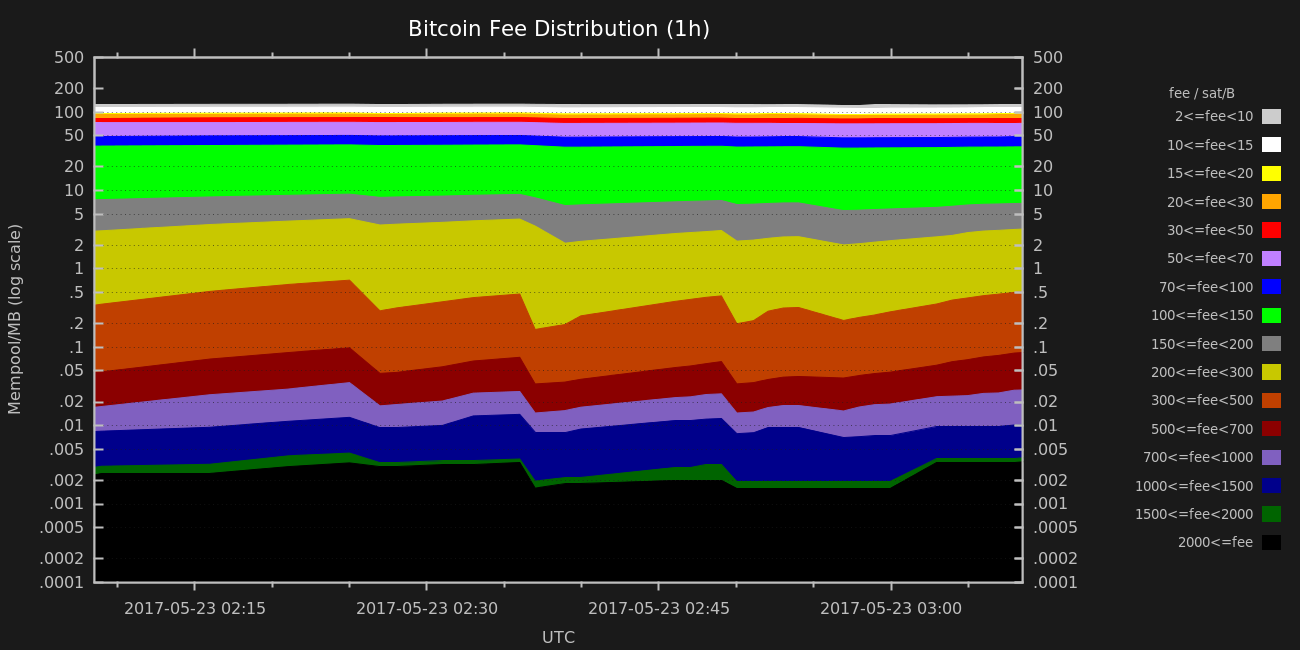 Bitcoin Fee Distribution (1h)
Mempool/MB (log scale)
500
200
100
50
20
10
5
2
1
.5
.2
.1
.05
.02
.01
.005
.002
.001
.0005
.0002
.0001
500
200
100
50
20
10
5
2
1
.5
.2
.1
.05
.02
.01
.005
.002
.001
.0005
.0002
.0001
2017-05-23 02:15
2017-05-23 02:30
2017-05-23 02:45
2017-05-23 03:00
UTC
fee / sat/B
2<=fee<10
10<=fee<15
15<=fee<20
20<=fee<30
30<=fee<50
50<=fee<70
70<=fee<100
100<=fee<150
150<=fee<200
200<=fee<300
300<=fee<500
500<=fee<700
700<=fee<1000
1000<=fee<1500
1500<=fee<2000
2000<=fee